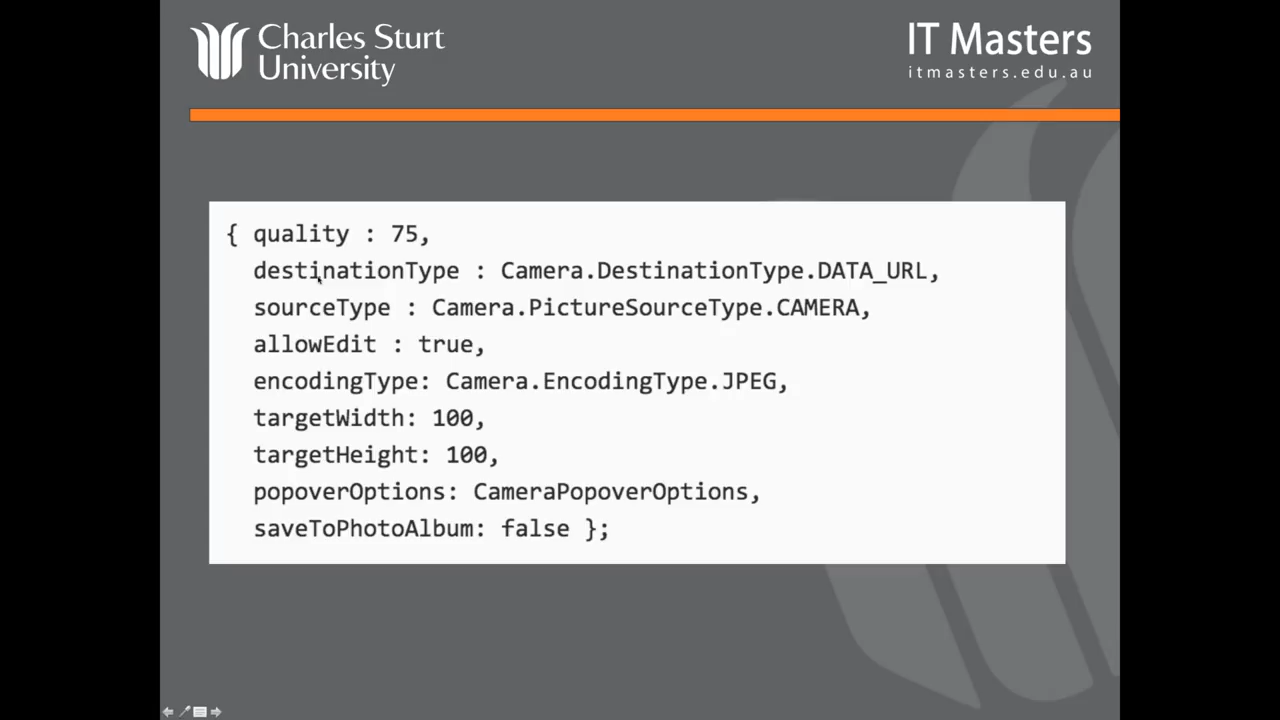 Charles Sturt
University
IT Masters
itmasters.edu.au
{ quality : 75,
destinationType : Camera.DestinationType.DATA_URL,
sourceType : Camera.PictureSourceType.CAMERA,
allowEdit : true,
encodingType: Camera.EncodingType.JPEG,
targetWidth: 100,
targetHeight: 100,
popoverOptions: CameraPopoverOptions,
saveToPhotoAlbum: false };